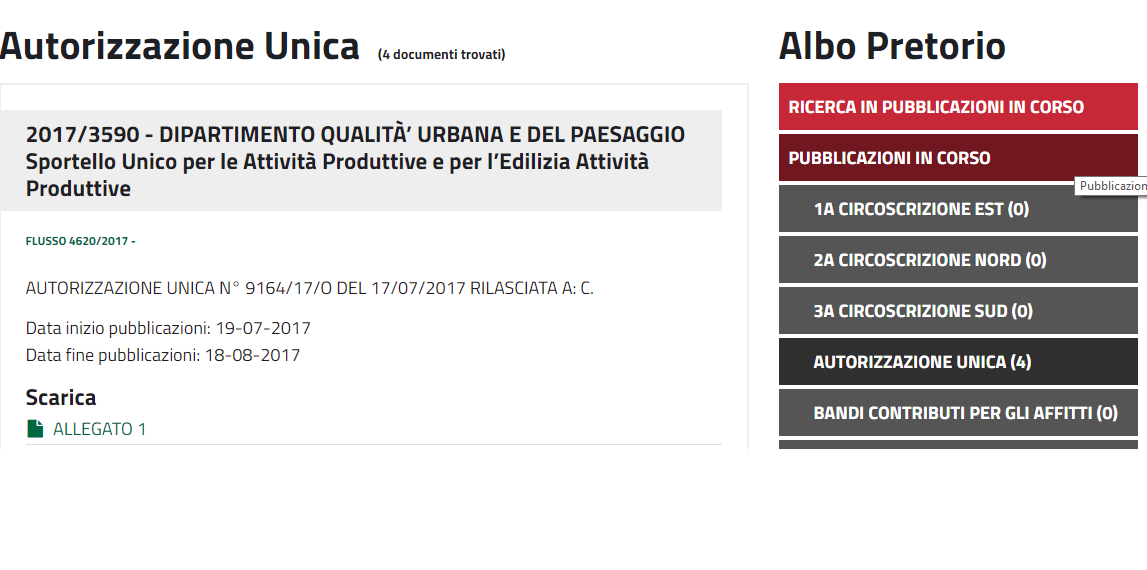 Autorizzazione Unica (4 documenti trovati)
2017/3590 - DIPARTIMENTO QUALITÀ’ URBANA E DEL PAESAGGIO
Sportello Unico per le Attività Produttive e per l’Edilizia Attività
Produttive
FLUSSO 4620/2017 -
AUTORIZZAZIONE UNICA N° 9164/17/O DEL 17/07/2017 RILASCIATA A: C.
Data inizio pubblicazioni: 19-07-2017
Data fine pubblicazioni: 18-08-2017
Scarica
ALLEGATO 1
Albo Pretorio
RICERCA IN PUBBLICAZIONI IN CORSO
PUBBLICAZIONI IN CORSO
Pubblicazion
1A CIRCOSCRIZIONE EST (0)
2A CIRCOSCRIZIONE NORD (0)
3A CIRCOSCRIZIONE SUD (0)
AUTORIZZAZIONE UNICA (4)
BANDI CONTRIBUTI PER GLI AFFITTI (0)